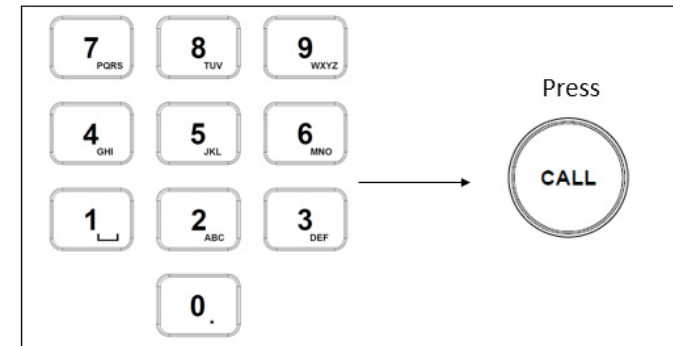 7 PQRS 8 TUV 9 WXYZ
Press
4 GHI 5 JKL 6 MNO
CALL
1 2 ABC 3 DEF
0 .